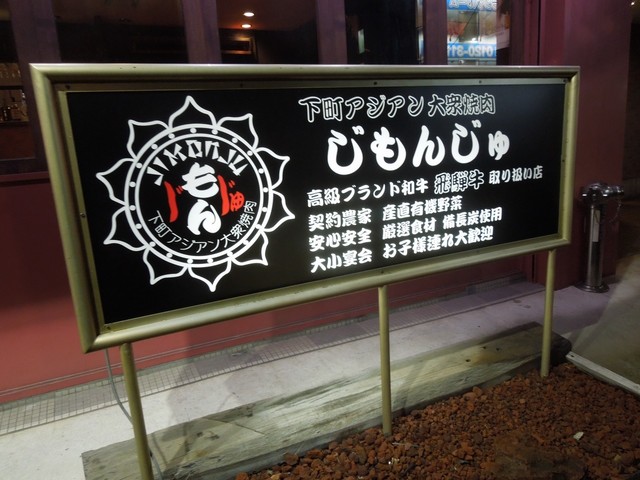 下町アジアン大衆焼肉
じもんじゅ
高級ブランド和牛 飛騨牛 取り扱い店
契約農家 産直有機野菜
安心安全 厳選食材 備長炭使用
大小宴会 お子様連れ大歓迎
JIMONJU
じもんじゅ
下町アジアン大衆焼肉